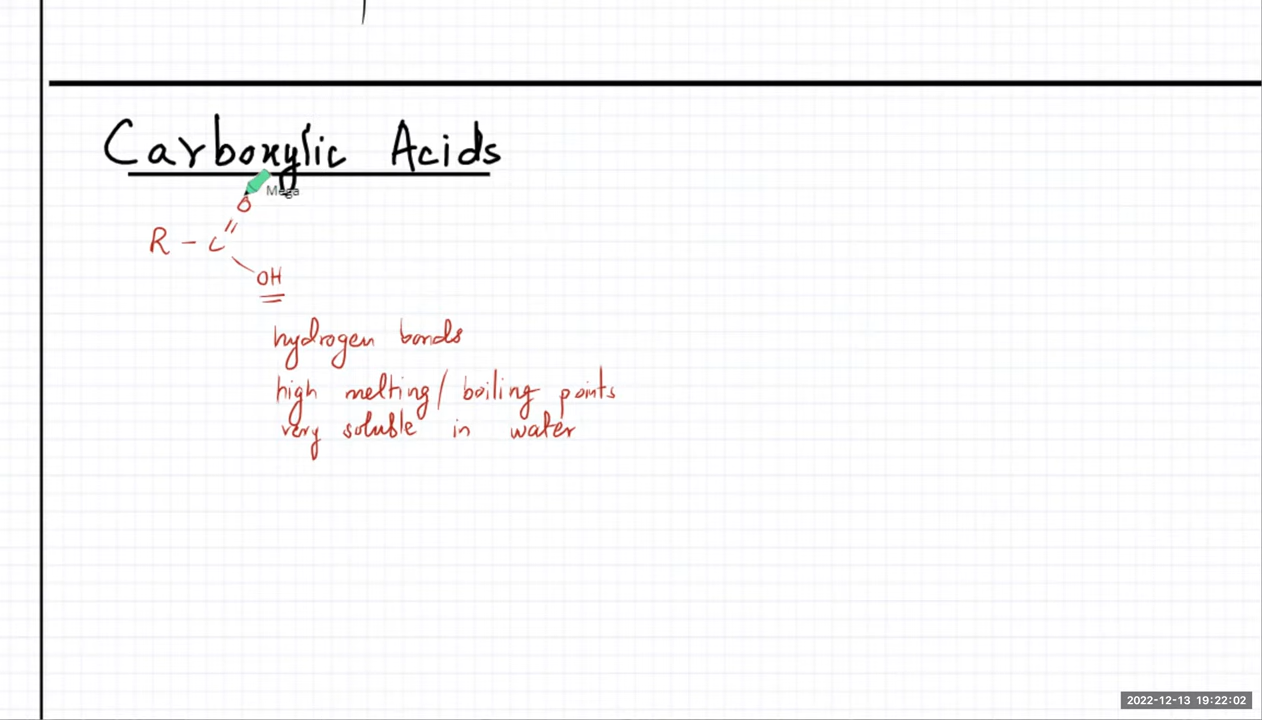 Carboxylic Acids
Mega
O
R - C
OH
hydrogen bonds
high melting/ boiling points
very soluble in water
2022-12-13 19:22:02